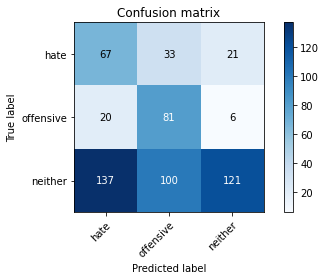 Confusion matrix
hate 67 33 21
offensive 20 81 6
neither 137 100 121
hate offensive neither
True label
Predicted label
120
100
80
60
40
20